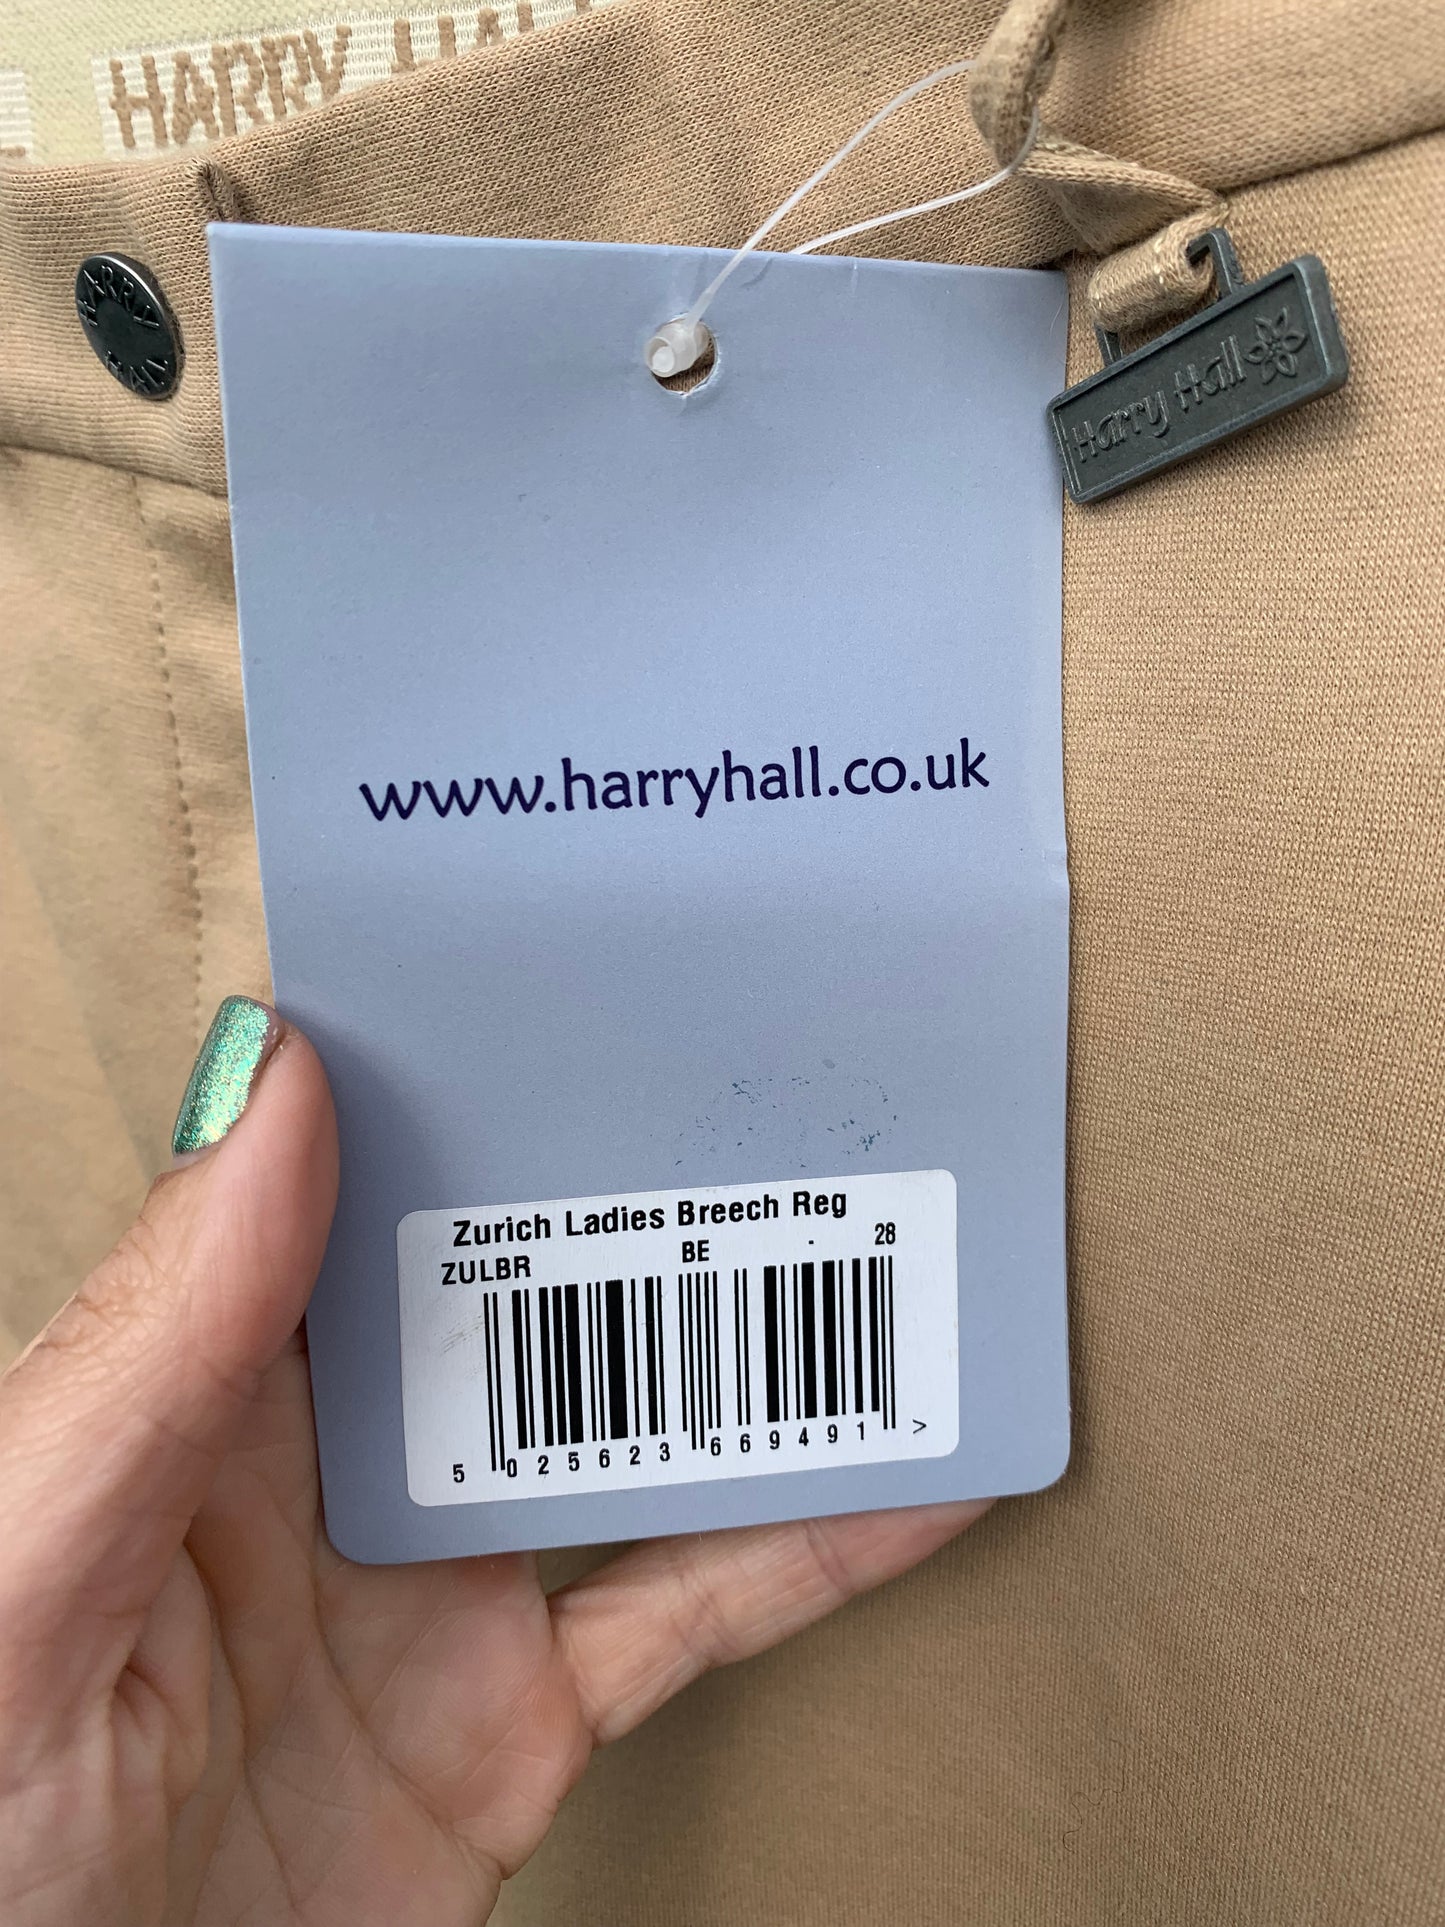 HARRY HALL
HARRY
HALL
Harry Hall
www.harryhall.co.uk
Zurich Ladies Breech Reg
ZULBR BE - 28
5 025623 669491 >